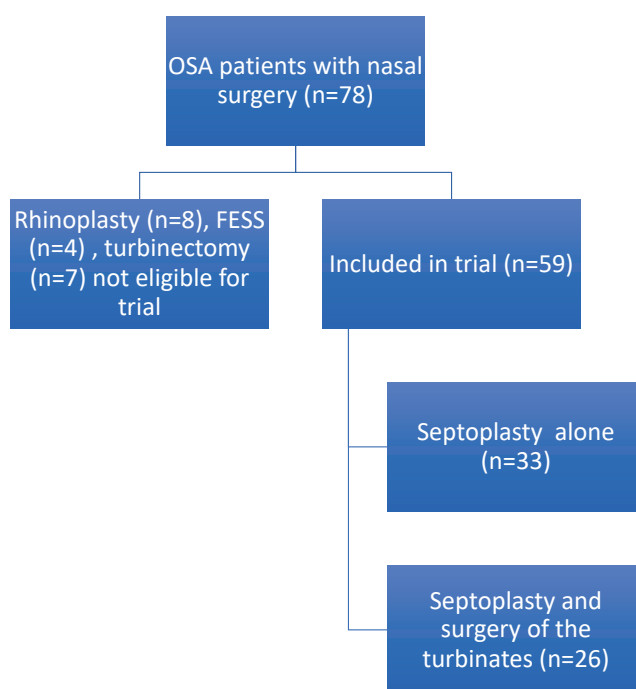 OSA patients with nasal
surgery (n=78)
Rhinoplasty (n=8), FESS
(n=4) , turbinectomy
(n=7) not eligible for
trial
Included in trial (n=59)
Septoplasty  alone
(n=33)
Septoplasty and
surgery of the
turbinates (n=26)